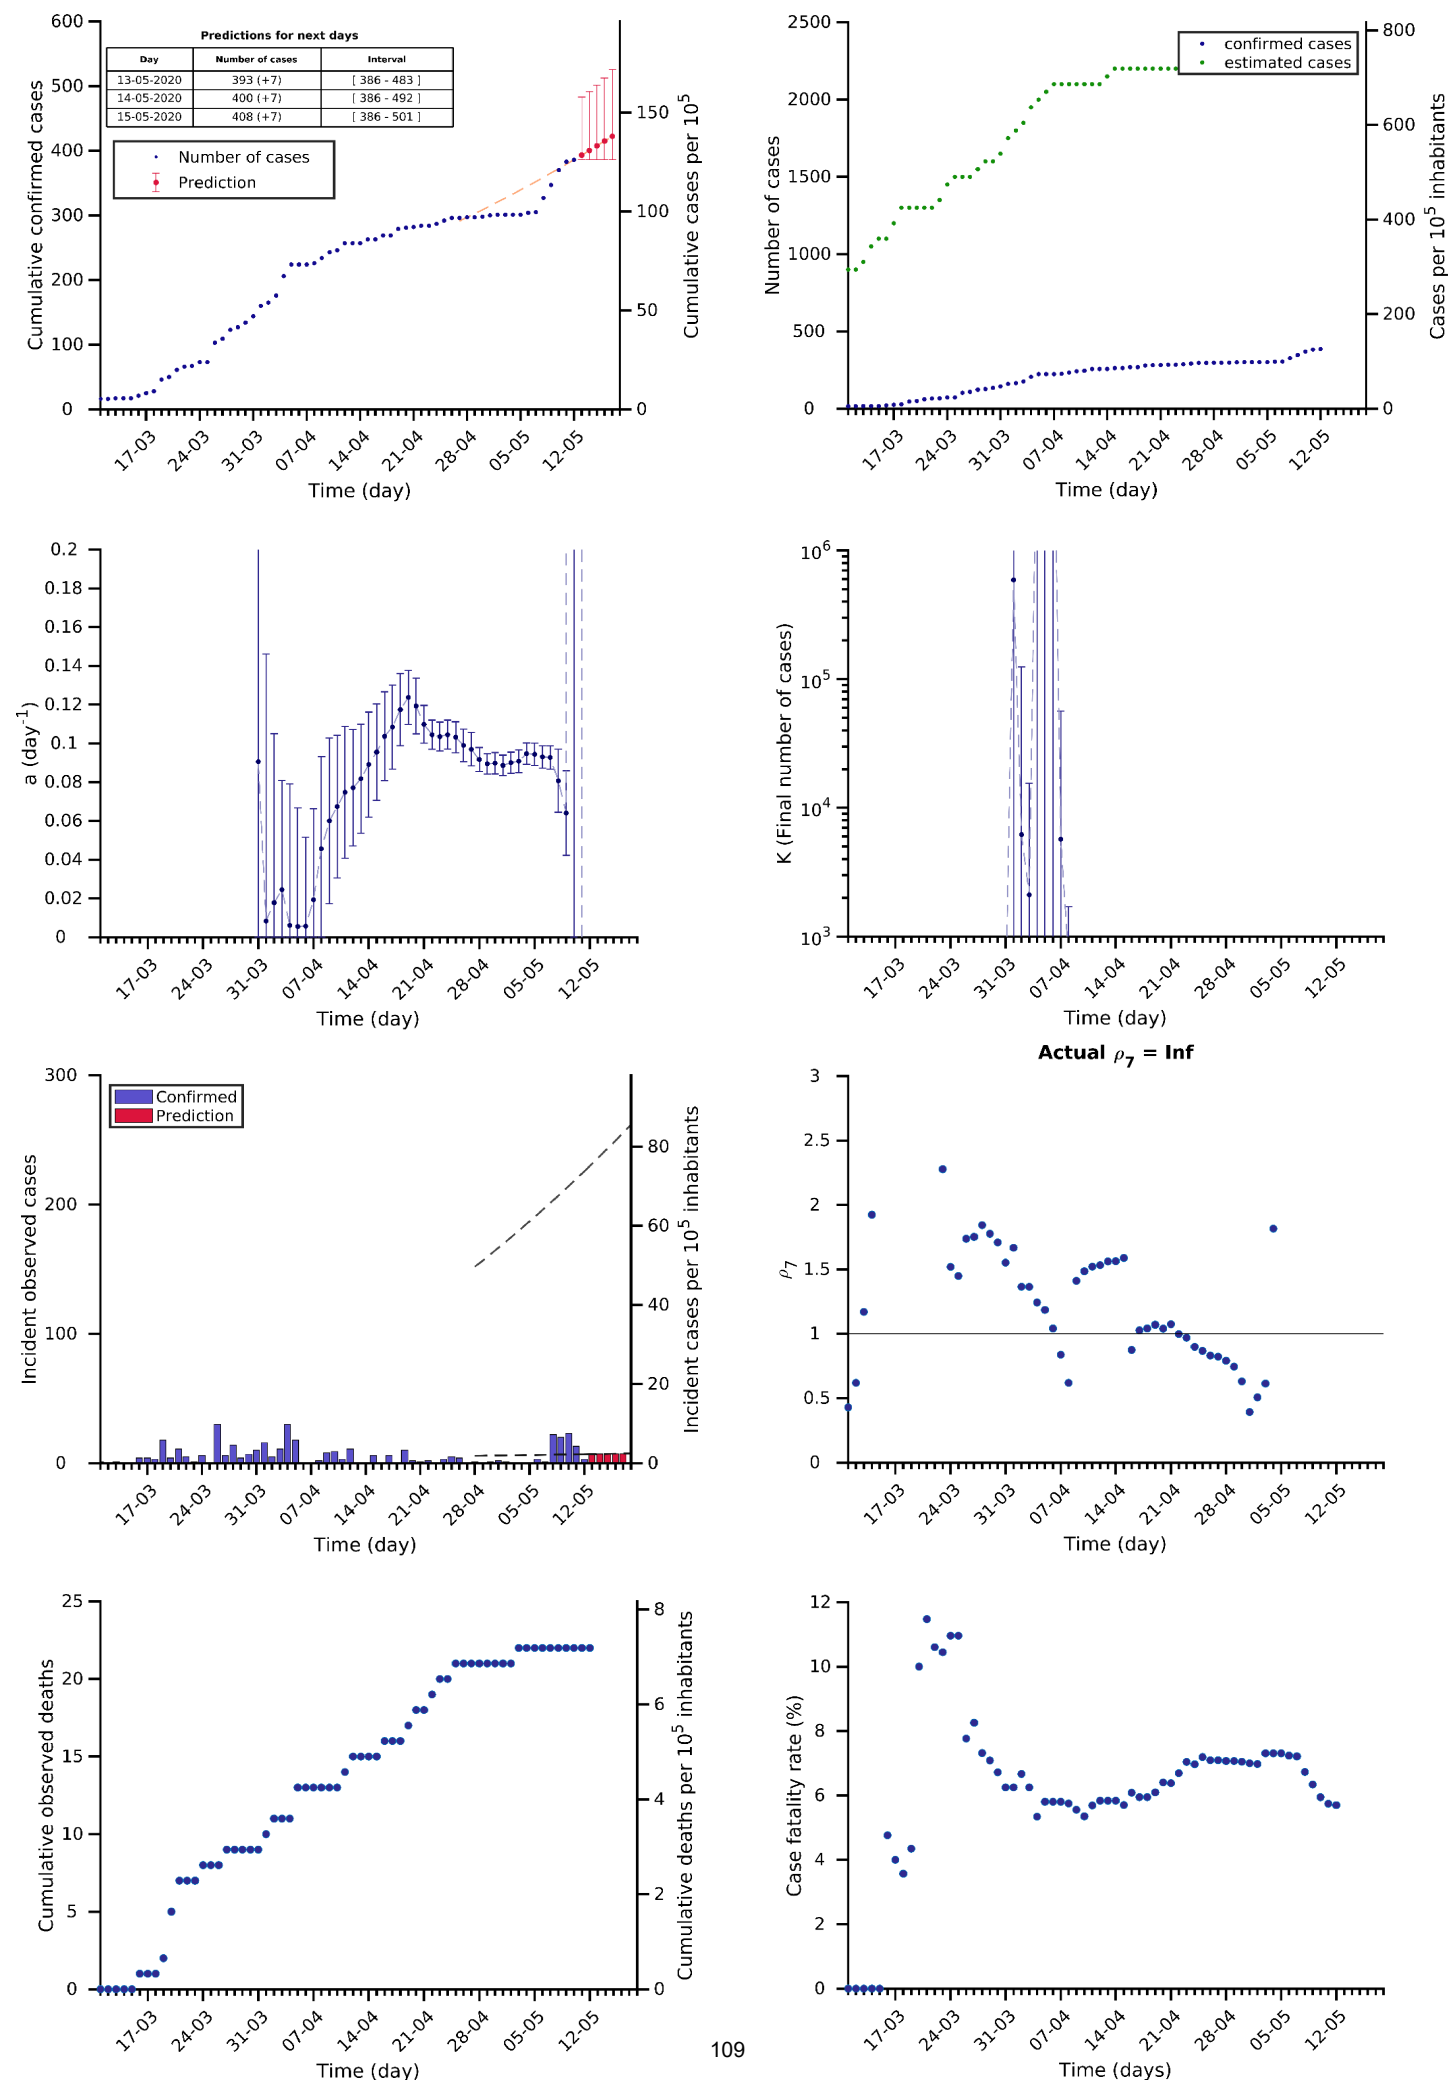 Predictions for next days
Day Number of cases Interval
13-05-2020 393 (+7) [ 386 - 483 ]
14-05-2020 400 (+7) [ 386 - 492 ]
15-05-2020 408 (+7) [ 386 - 501 ]
Number of cases
Prediction
Cumulative confirmed cases
600
500
400
300
200
100
0
150
100
50
0
Cumulative cases per 10^5
17-03 24-03 31-03 07-04 14-04 21-04 28-04 05-05 12-05
Time (day)
confirmed cases
estimated cases
Number of cases
2500
2000
1500
1000
500
0
800
600
400
200
0
Cases per 10^5 inhabitants
17-03 24-03 31-03 07-04 14-04 21-04 28-04 05-05 12-05
Time (day)
a (day^-1)
0.2
0.18
0.16
0.14
0.12
0.1
0.08
0.06
0.04
0.02
0
17-03 24-03 31-03 07-04 14-04 21-04 28-04 05-05 12-05
Time (day)
K (Final number of cases)
10^6
10^5
10^4
10^3
17-03 24-03 31-03 07-04 14-04 21-04 28-04 05-05 12-05
Time (day)
Confirmed
Prediction
Incident observed cases
300
200
100
0
80
60
40
20
0
Incident cases per 10^5 inhabitants
17-03 24-03 31-03 07-04 14-04 21-04 28-04 05-05 12-05
Time (day)
Actual ρ7 = Inf
ρ7
3
2.5
2
1.5
1
0.5
0
17-03 24-03 31-03 07-04 14-04 21-04 28-04 05-05 12-05
Time (day)
Cumulative observed deaths
25
20
15
10
5
0
8
6
4
2
0
Cumulative deaths per 10^5 inhabitants
17-03 24-03 31-03 07-04 14-04 21-04 28-04 05-05 12-05
Time (day)
Case fatality rate (%)
12
10
8
6
4
2
0
17-03 24-03 31-03 07-04 14-04 21-04 28-04 05-05 12-05
Time (days)
109